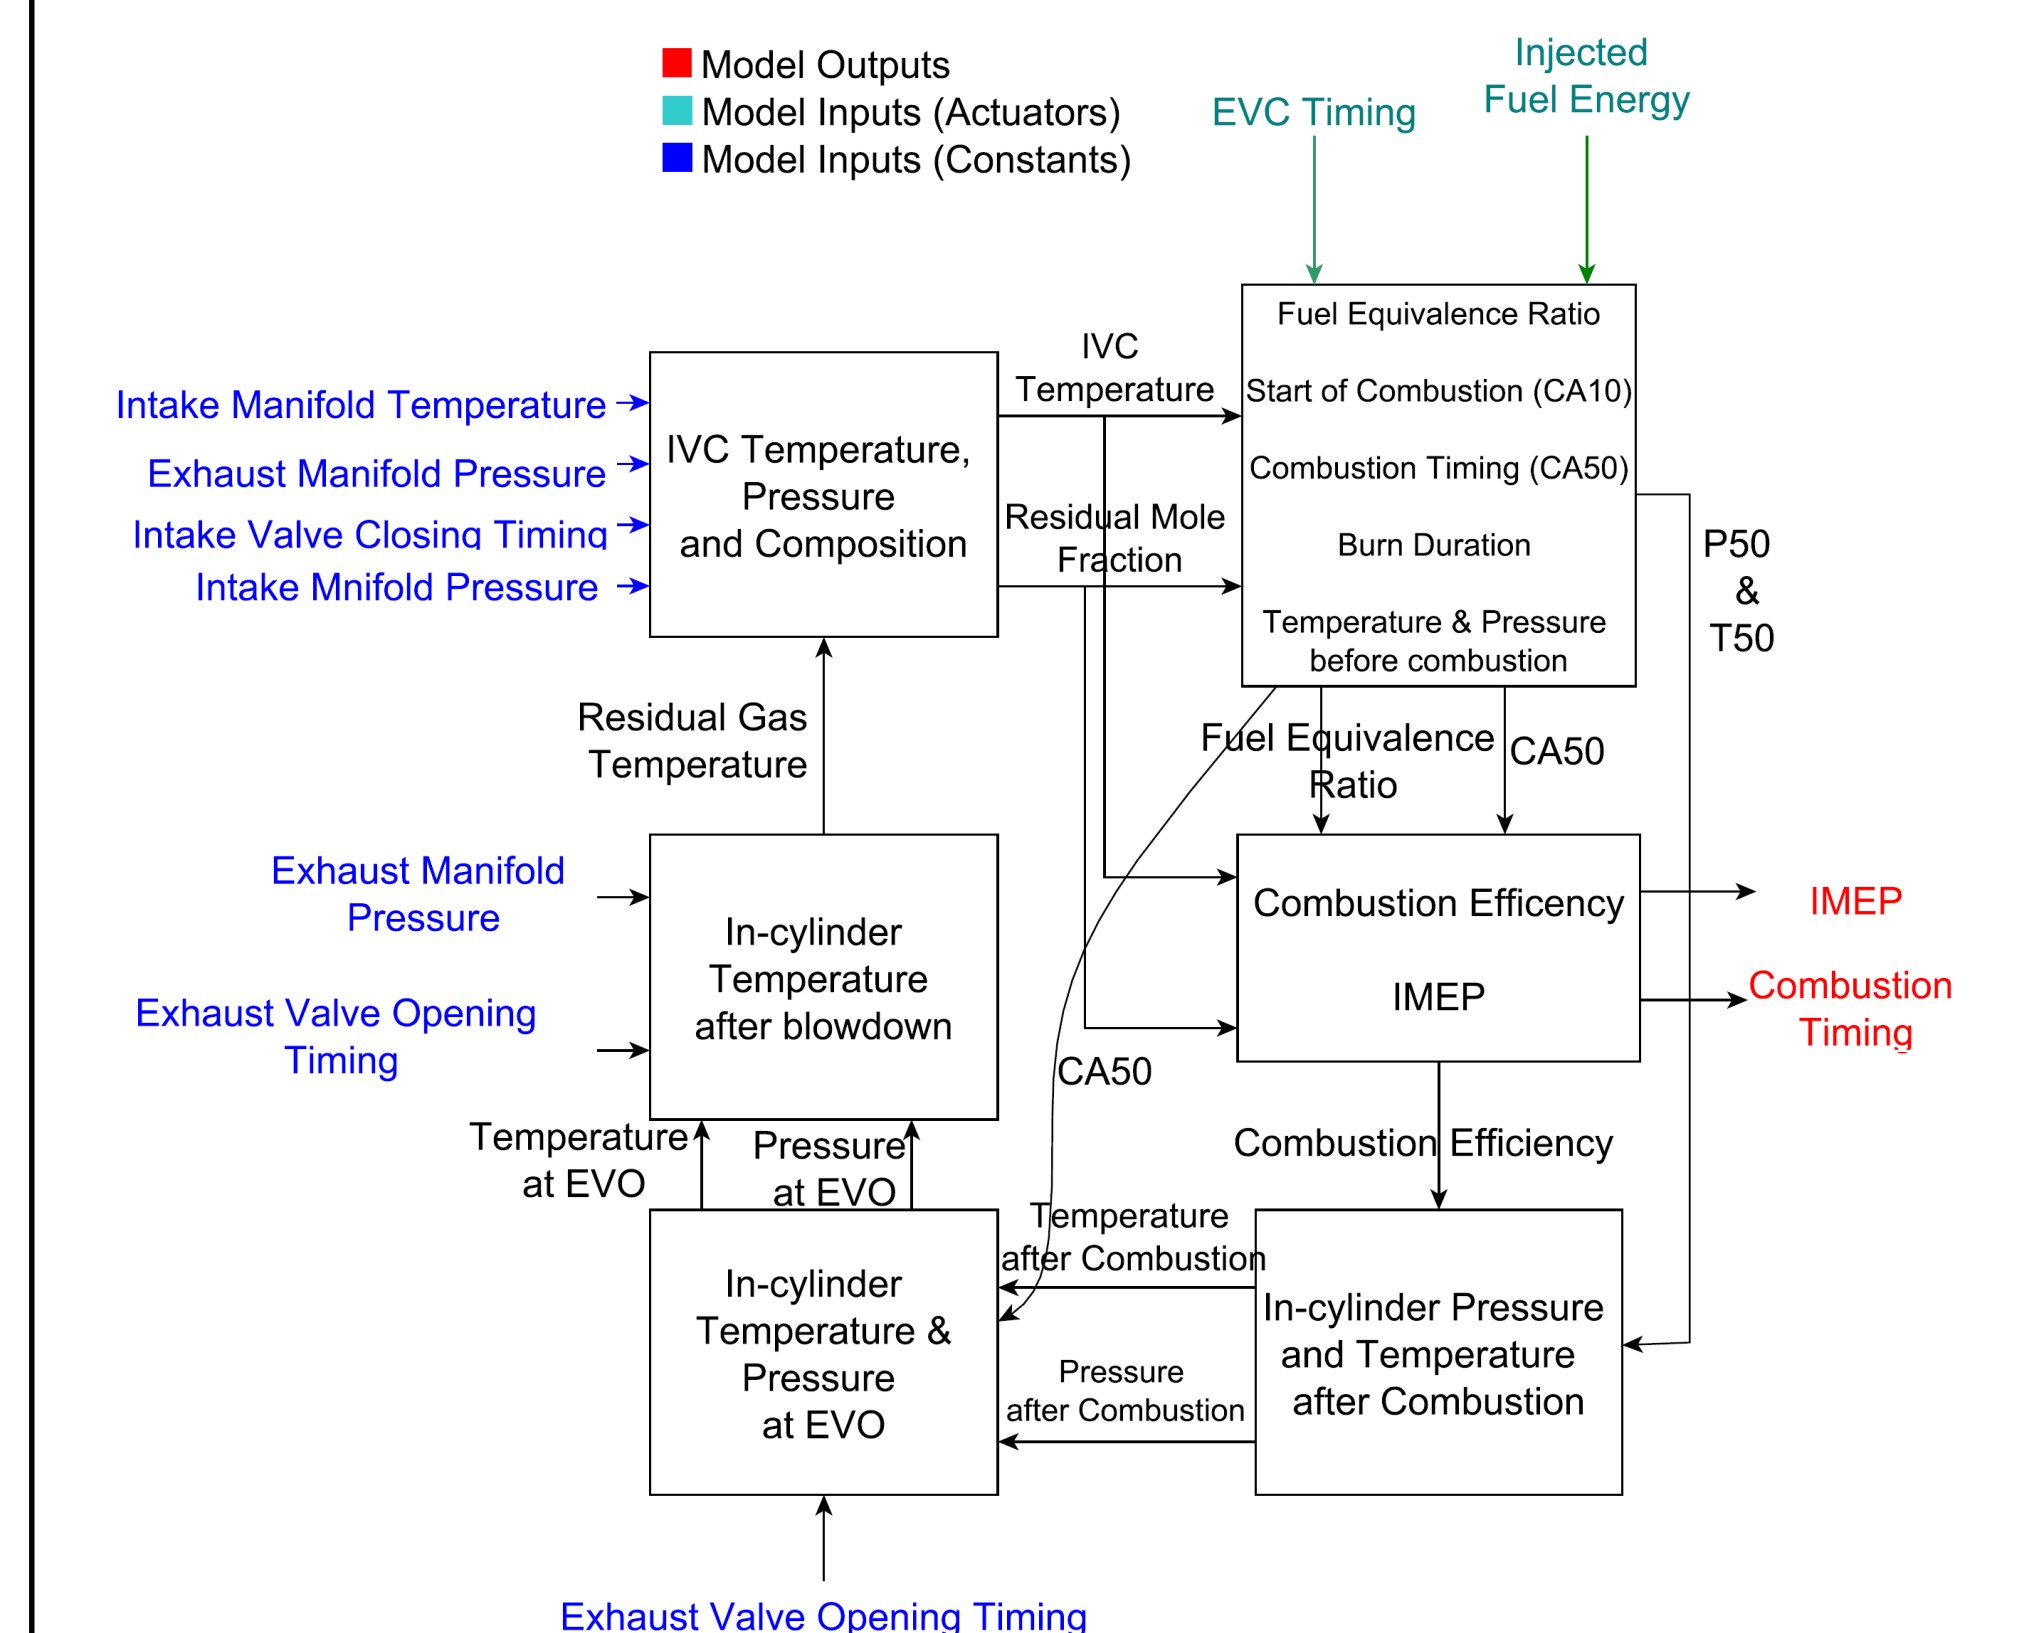 Model Outputs
Model Inputs (Actuators)
Model Inputs (Constants)
EVC Timing
Injected
Fuel Energy
Intake Manifold Temperature
Exhaust Manifold Pressure
Intake Valve Closing Timing
Intake Mnifold Pressure
IVC Temperature,
Pressure
and Composition
IVC
Temperature
Residual Mole
Fraction
Fuel Equivalence Ratio
Start of Combustion (CA10)
Combustion Timing (CA50)
Burn Duration
Temperature & Pressure
before combustion
P50
&
T50
Residual Gas
Temperature
Fuel Equivalence
Ratio
CA50
Exhaust Manifold
Pressure
Exhaust Valve Opening
Timing
In-cylinder
Temperature
after blowdown
Combustion Efficency
IMEP
IMEP
Combustion
Timing
CA50
Temperature
at EVO
Pressure
at EVO
Combustion Efficiency
Temperature
after Combustion
Pressure
after Combustion
In-cylinder
Temperature &
Pressure
at EVO
In-cylinder Pressure
and Temperature
after Combustion
Exhaust Valve Opening Timing